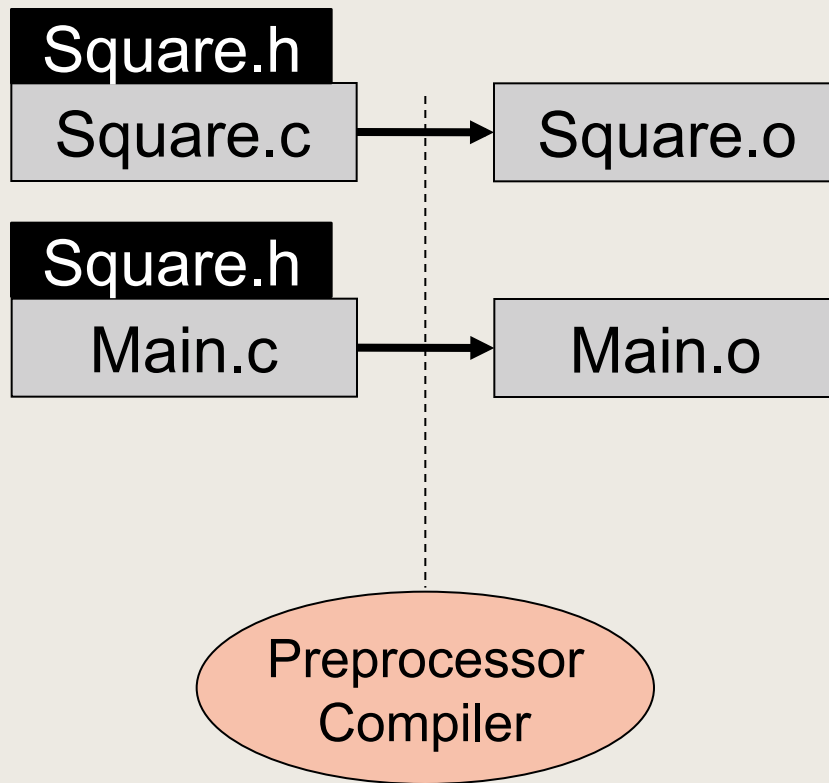 Square.h
Square.c
Square.o
Square.h
Main.c
Main.o
Preprocessor
Compiler